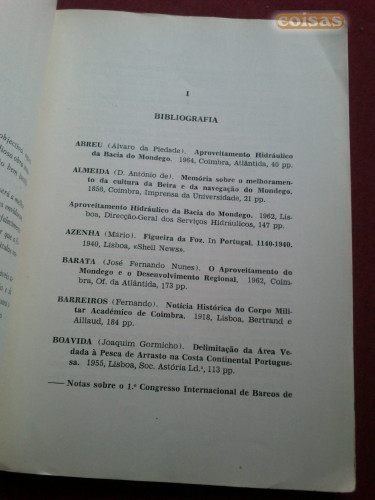 coisas
I
BIBLIOGRAFIA
ABREU (Álvaro da Piedade). Aproveitamento Hidráulico
da Bacia do Mondego. 1964, Coimbra, Atlântida, 40 pp.
ALMEIDA (D. António de). Memória sobre o melhoramen-
to da cultura da Beira e da navegação do Mondego.
1858, Coimbra, Imprensa da Universidade, 21 pp.
Aproveitamento Hidráulico da Bacia do Mondego. 1962, Lis-
boa, Direcção-Geral dos Serviços Hidráulicos, 147 pp.
AZENHA (Mário). Figueira da Foz, In Portugal, 1140-1940.
1940, Lisboa, «Shell News».
BARATA (José Fernando Nunes). O Aproveitamento do
Mondego e o Desenvolvimento Regional. 1962, Coim-
bra, Of. da Atlântida, 173 pp.
BARREIROS (Fernando). Notícia Histórica do Corpo Mili-
tar Académico de Coimbra. 1918, Lisboa, Bertrand e
Aillaud, 184 pp.
BOAVIDA (Joaquim Gormicho). Delimitação da Área Ve-
dada à Pesca de Arrasto na Costa Continental Portugue-
sa. 1955, Lisboa, Soc. Astória Ld.ª, 113 pp.
—— Notas sobre o 1.º Congresso Internacional de Barcos de